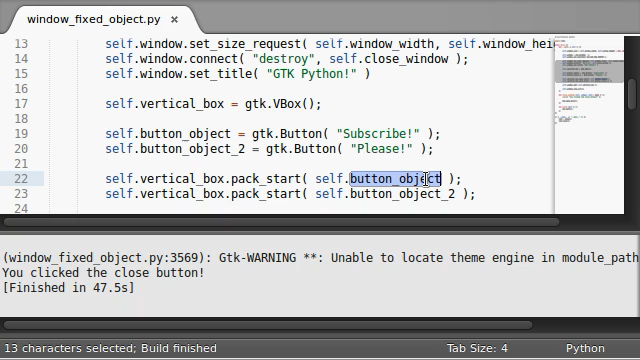 window_fixed_object.py ×
13 self.window.set_size_request( self.window_width, self.window_hei
14 self.window.connect( "destroy", self.close_window );
15 self.window.set_title( "GTK Python!" )
16
17 self.vertical_box = gtk.VBox();
18
19 self.button_object = gtk.Button( "Subscribe!" );
20 self.button_object_2 = gtk.Button( "Please!" );
21
22 self.vertical_box.pack_start( self.button_object );
23 self.vertical_box.pack_start( self.button_object_2 );
24
(window_fixed_object.py:3569): Gtk-WARNING **: Unable to locate theme engine in module_path
You clicked the close button!
[Finished in 47.5s]
13 characters selected; Build finished Tab Size: 4 Python